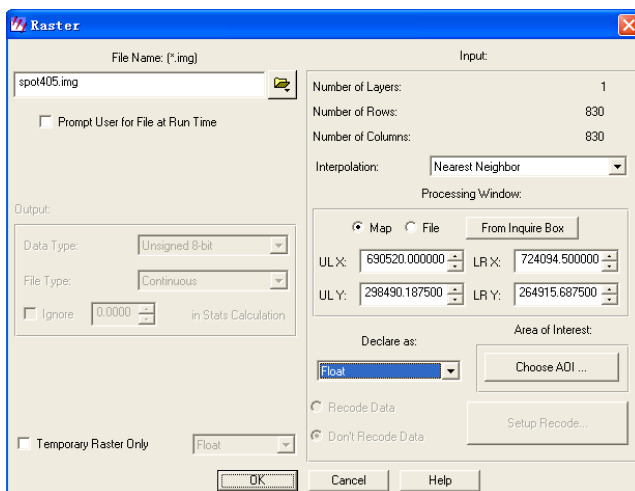 Raster
File Name: (*.img)
spot405.img
Prompt User for File at Run Time
Output:
Data Type: Unsigned 8-bit
File Type: Continuous
Ignore 0.0000 in Stats Calculation
Temporary Raster Only Float
Input:
Number of Layers: 1
Number of Rows: 830
Number of Columns: 830
Interpolation: Nearest Neighbor
Processing Window:
Map File From Inquire Box
UL X: 690520.000000 LR X: 724094.500000
UL Y: 298490.187500 LR Y: 264915.687500
Declare as:
Float
Area of Interest:
Choose AOI ...
Recode Data
Don't Recode Data
Setup Recode...
OK Cancel Help